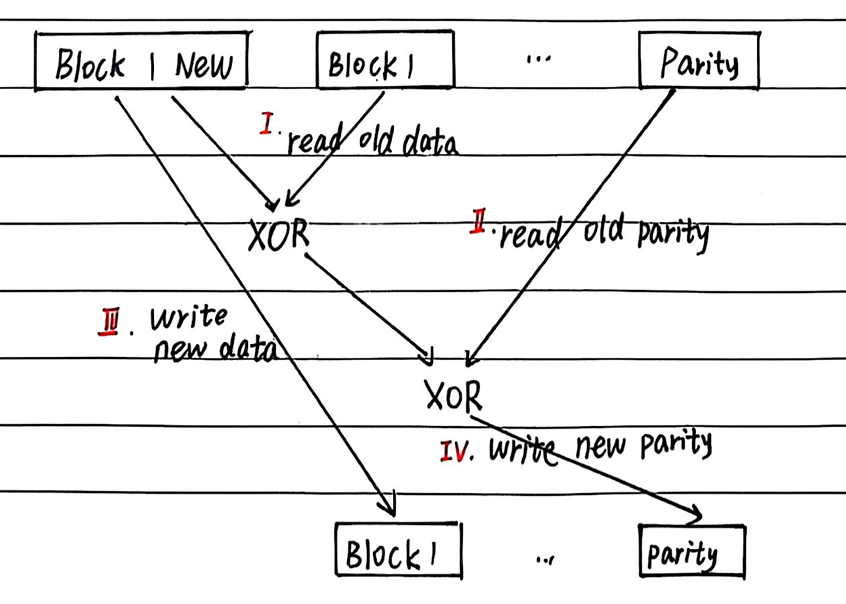 Block 1 New
Block 1
...
Parity
I. read old data
XOR
II. read old parity
III. write
new data
XOR
IV. write new parity
Block 1
...
parity